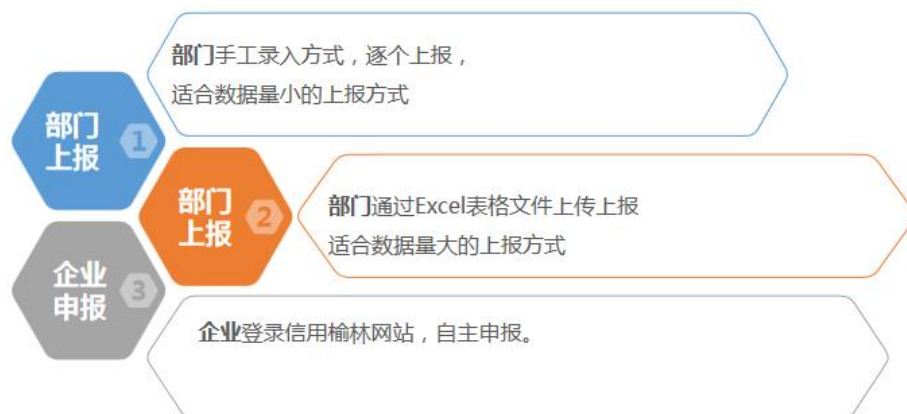 部门手工录入方式，逐个上报，
适合数据量小的上报方式
部门
上报
1
部门
上报
2
部门通过Excel表格文件上传上报
适合数据量大的上报方式
企业
申报
3
企业登录信用榆林网站，自主申报。